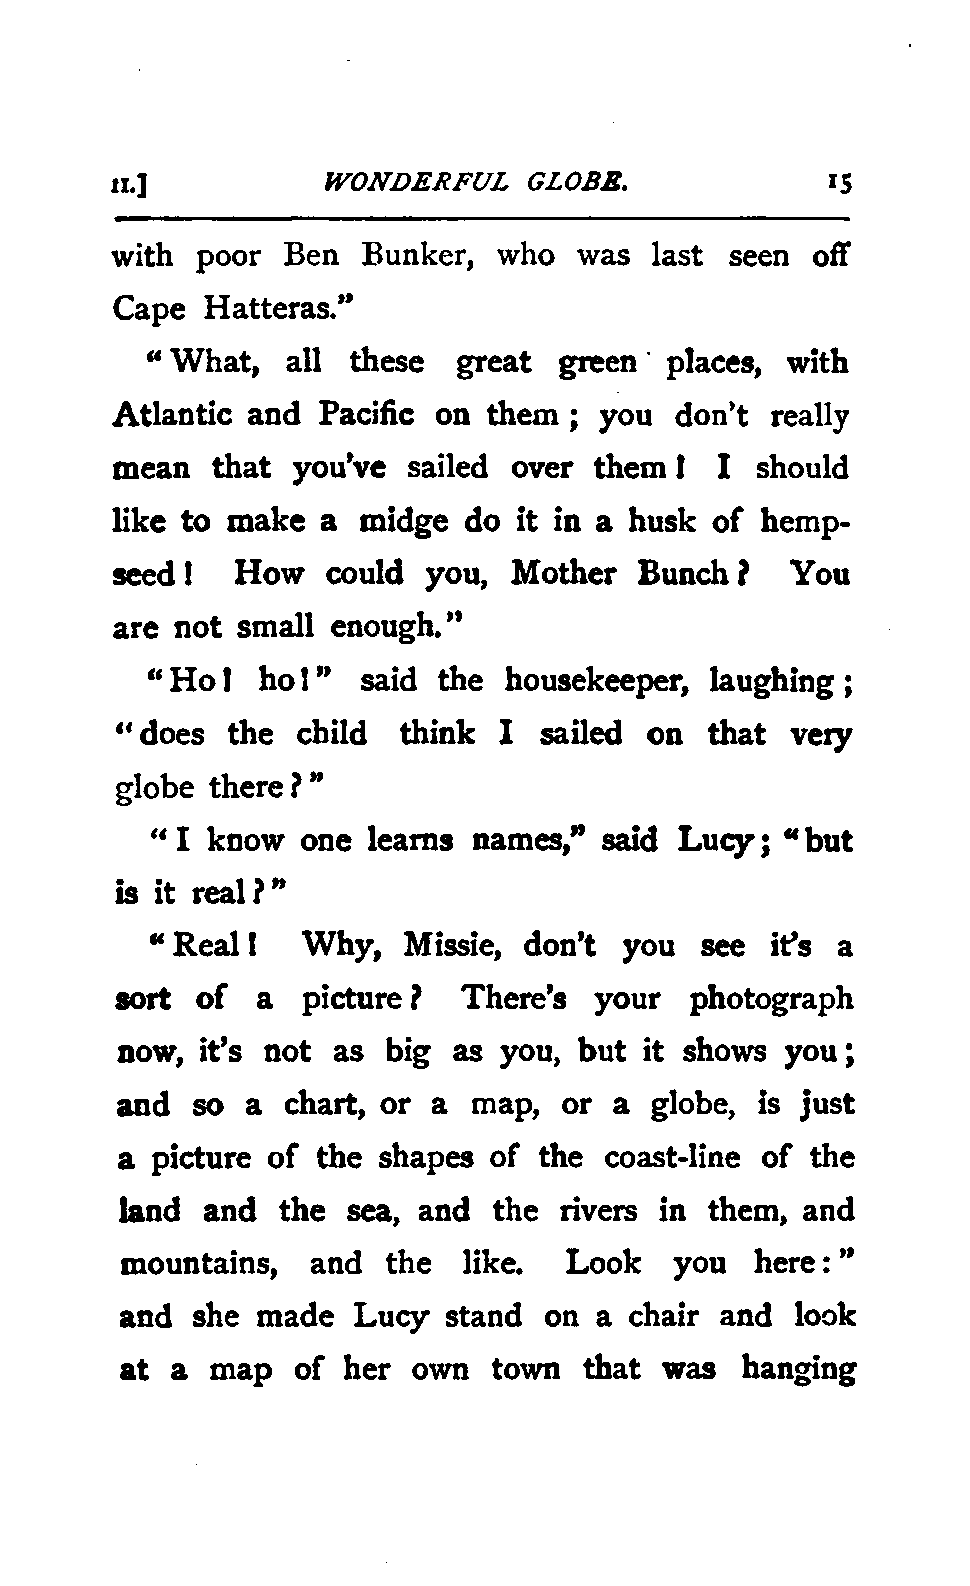 II.] WONDERFUL GLOBE. 15
with poor Ben Bunker, who was last seen off
Cape Hatteras."
"What, all these great green places, with
Atlantic and Pacific on them; you don't really
mean that you've sailed over them! I should
like to make a midge do it in a husk of hemp-
seed! How could you, Mother Bunch? You
are not small enough."
"Ho! ho!" said the housekeeper, laughing;
"does the child think I sailed on that very
globe there?"
"I know one learns names," said Lucy; "but
is it real?"
"Real! Why, Missie, don't you see it's a
sort of a picture? There's your photograph
now, it's not as big as you, but it shows you;
and so a chart, or a map, or a globe, is just
a picture of the shapes of the coast-line of the
land and the sea, and the rivers in them, and
mountains, and the like. Look you here:"
and she made Lucy stand on a chair and look
at a map of her own town that was hanging